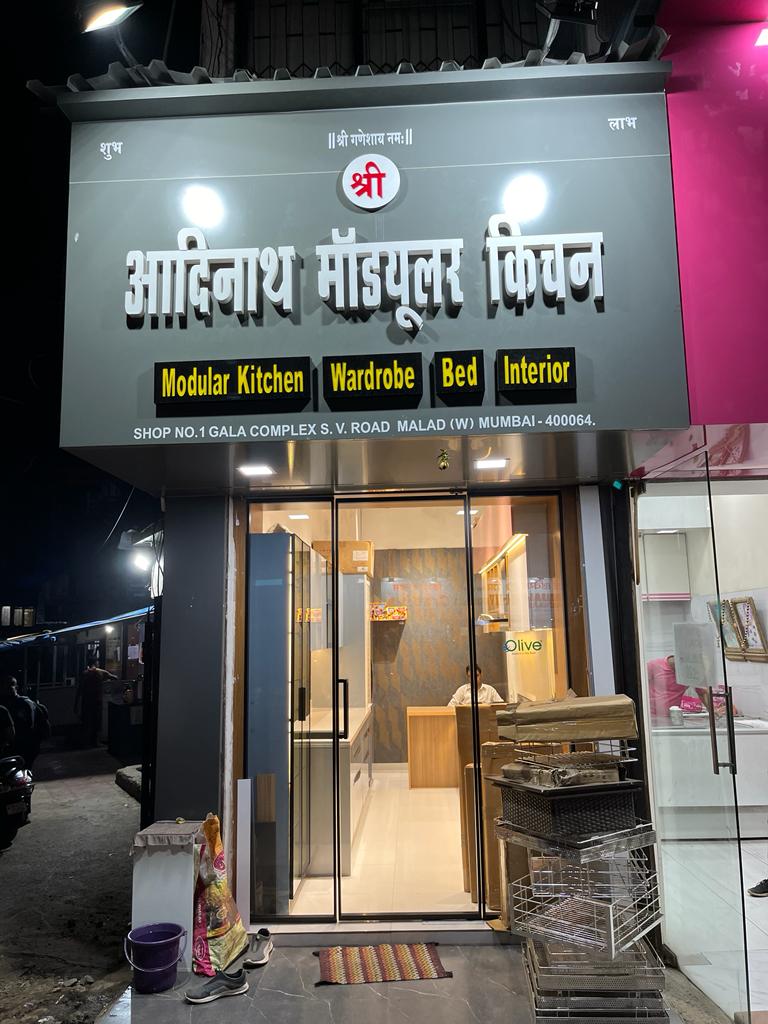 शुभ
||श्री गणेशाय नमः||
लाभ
श्री
आदिनाथ मॉडयूलर किचन
Modular Kitchen Wardrobe Bed Interior
SHOP NO.1 GALA COMPLEX S. V. ROAD MALAD (W) MUMBAI - 400064.
Olive